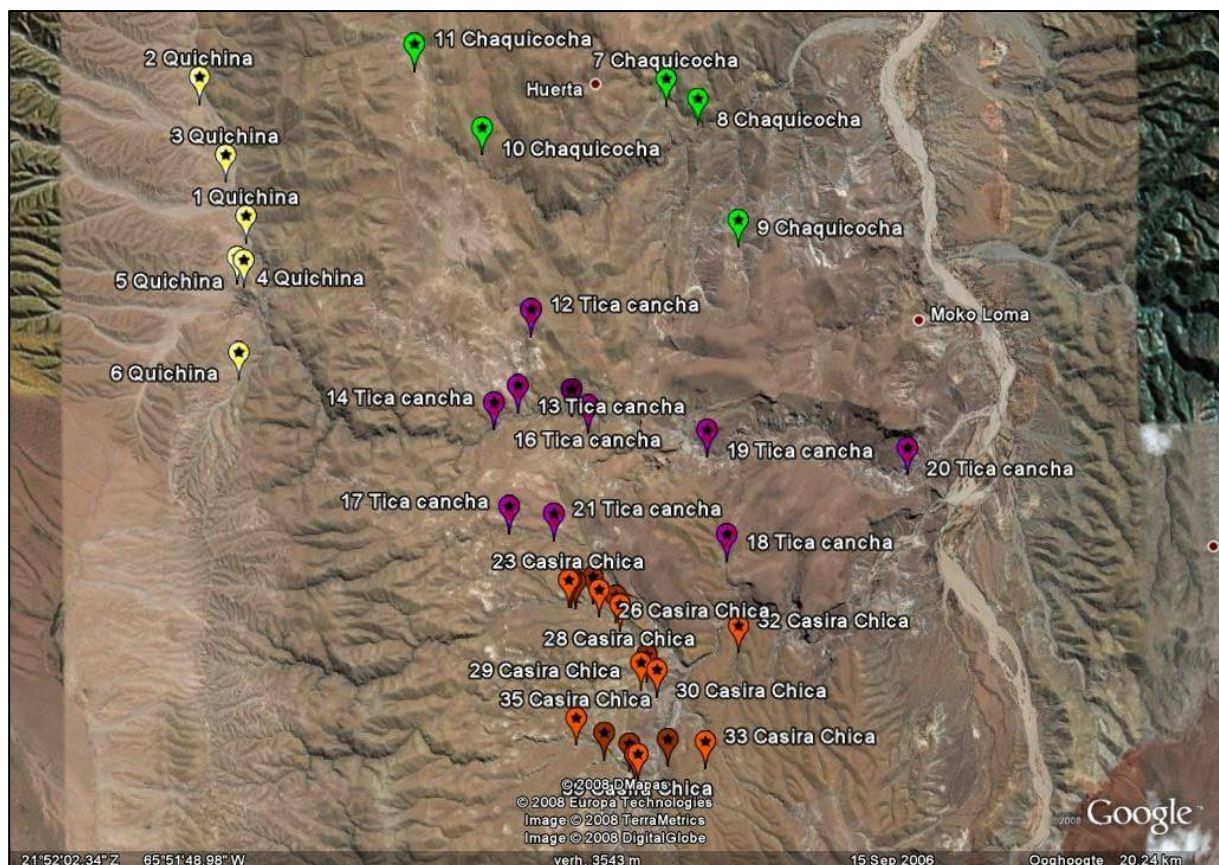 11 Chaquicocha
2 Quichina
7 Chaquicocha
Huerta
8 Chaquicocha
3 Quichina
10 Chaquicocha
1 Quichina
9 Chaquicocha
5 Quichina
4 Quichina
12 Tica cancha
Moko Loma
6 Quichina
14 Tica cancha
13 Tica cancha
16 Tica cancha
19 Tica cancha
20 Tica cancha
17 Tica cancha
21 Tica cancha
18 Tica cancha
23 Casira Chica
26 Casira Chica
32 Casira Chica
28 Casira Chica
29 Casira Chica
30 Casira Chica
35 Casira Chica
33 Casira Chica
Casira Chica
© 2008 DMapas
© 2008 Europa Technologies
Image © 2008 TerraMetrics
Image © 2008 DigitalGlobe
©2008 Google
21°52'02.34" Z 65°51'48.98" W verh. 3543 m 15 Sep 2006 Ooghoogte 20.24 km